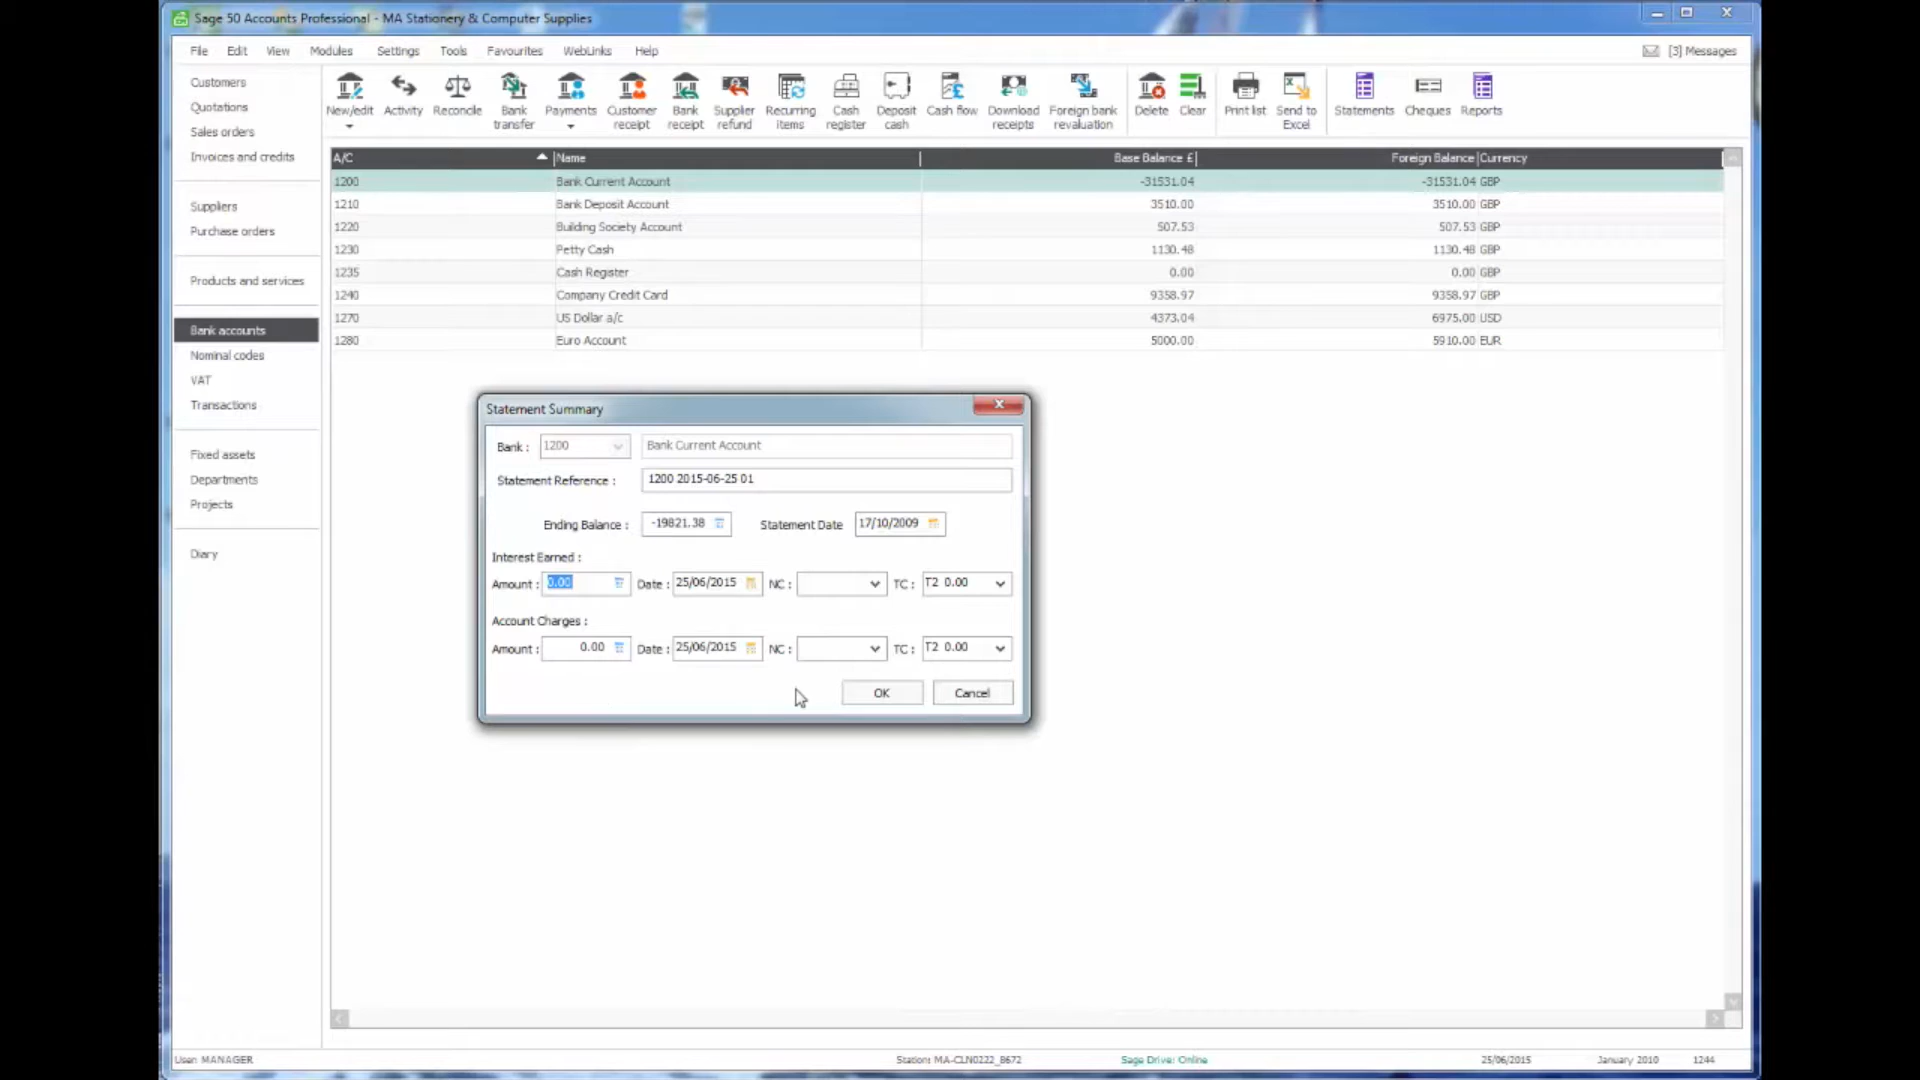 Sage 50 Accounts Professional - MA Stationery & Computer Supplies
File Edit View Modules Settings Tools Favourites WebLinks Help [3] Messages
Customers
Quotations
Sales orders
Invoices and credits
Suppliers
Purchase orders
Products and services
Bank accounts
Nominal codes
VAT
Transactions
Fixed assets
Departments
Projects
Diary
New/edit
Activity
Reconcile
Bank transfer
Payments
Customer receipt
Bank receipt
Supplier refund
Recurring items
Cash register
Deposit cash
Cash flow
Download receipts
Foreign bank revaluation
Delete
Clear
Print list
Send to Excel
Statements
Cheques
Reports
A/C Name Base Balance £ Foreign Balance Currency
1200 Bank Current Account -31531.04 -31531.04 GBP
1210 Bank Deposit Account 3510.00 3510.00 GBP
1220 Building Society Account 507.53 507.53 GBP
1230 Petty Cash 1130.48 1130.48 GBP
1235 Cash Register 0.00 0.00 GBP
1240 Company Credit Card 9358.97 9358.97 GBP
1270 US Dollar a/c 4373.04 6975.00 USD
1280 Euro Account 5000.00 5910.00 EUR
Statement Summary
Bank : 1200 Bank Current Account
Statement Reference : 1200 2015-06-25 01
Ending Balance : -19821.38 Statement Date 17/10/2009
Interest Earned :
Amount : 0.00 Date : 25/06/2015 NC : TC : T2 0.00
Account Charges :
Amount : 0.00 Date : 25/06/2015 NC : TC : T2 0.00
OK Cancel
User: MANAGER Station: MA-CLN0222_8672 Sage Drive: Online 25/06/2015 January 2010 1244